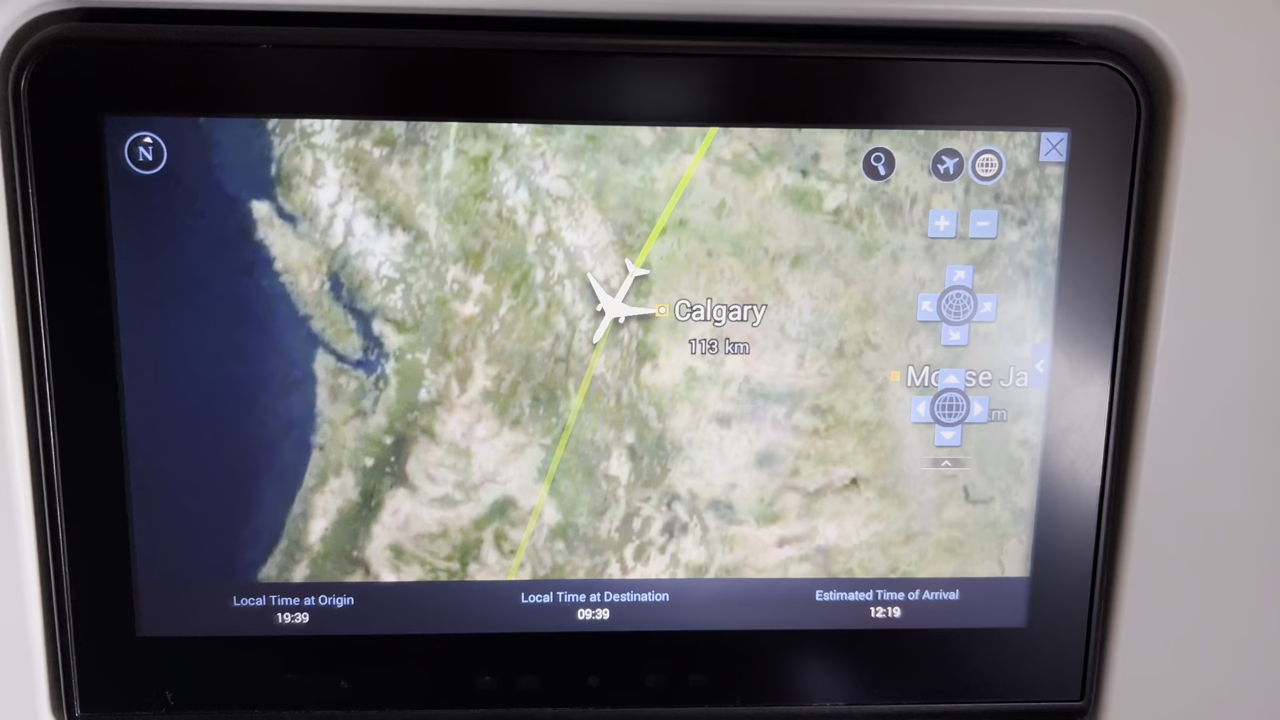 N
Calgary
113 km
Local Time at Origin
19:39
Local Time at Destination
09:39
Estimated Time of Arrival
12:19